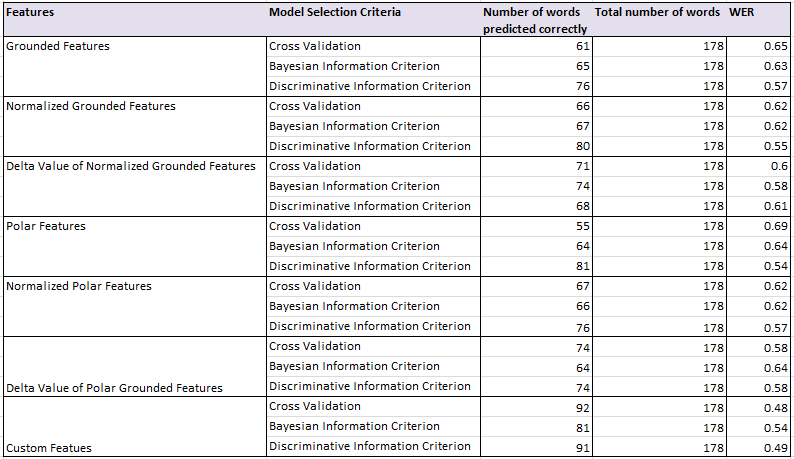 Features Model Selection Criteria Number of words predicted correctly Total number of words WER
Grounded Features Cross Validation 61 178 0.65
Bayesian Information Criterion 65 178 0.63
Discriminative Information Criterion 76 178 0.57
Normalized Grounded Features Cross Validation 66 178 0.62
Bayesian Information Criterion 67 178 0.62
Discriminative Information Criterion 80 178 0.55
Delta Value of Normalized Grounded Features Cross Validation 71 178 0.6
Bayesian Information Criterion 74 178 0.58
Discriminative Information Criterion 68 178 0.61
Polar Features Cross Validation 55 178 0.69
Bayesian Information Criterion 64 178 0.64
Discriminative Information Criterion 81 178 0.54
Normalized Polar Features Cross Validation 67 178 0.62
Bayesian Information Criterion 66 178 0.62
Discriminative Information Criterion 76 178 0.57
Cross Validation 74 178 0.58
Bayesian Information Criterion 64 178 0.64
Delta Value of Polar Grounded Features Discriminative Information Criterion 74 178 0.58
Cross Validation 92 178 0.48
Bayesian Information Criterion 81 178 0.54
Custom Featues Discriminative Information Criterion 91 178 0.49